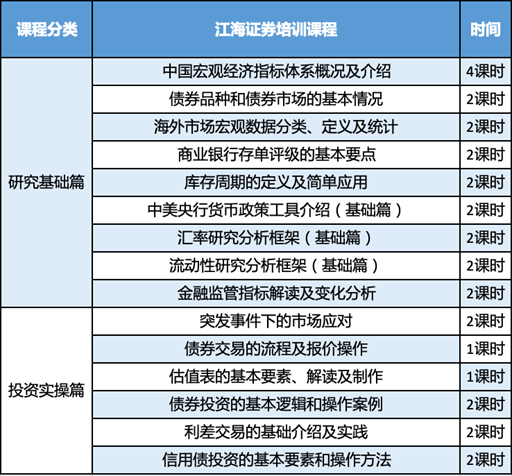 课程分类 江海证券培训课程 时间
中国宏观经济指标体系概况及介绍 4课时
债券品种和债券市场的基本情况 2课时
海外市场宏观数据分类、定义及统计 2课时
商业银行存单评级的基本要点 2课时
研究基础篇 库存周期的定义及简单应用 2课时
中美央行货币政策工具介绍（基础篇） 2课时
汇率研究分析框架（基础篇） 2课时
流动性研究分析框架（基础篇） 2课时
金融监管指标解读及变化分析 2课时
突发事件下的市场应对 2课时
债券交易的流程及报价操作 1课时
估值表的基本要素、解读及制作 1课时
投资实操篇 债券投资的基本逻辑和操作案例 2课时
利差交易的基础介绍及实践 2课时
信用债投资的基本要素和操作方法 2课时